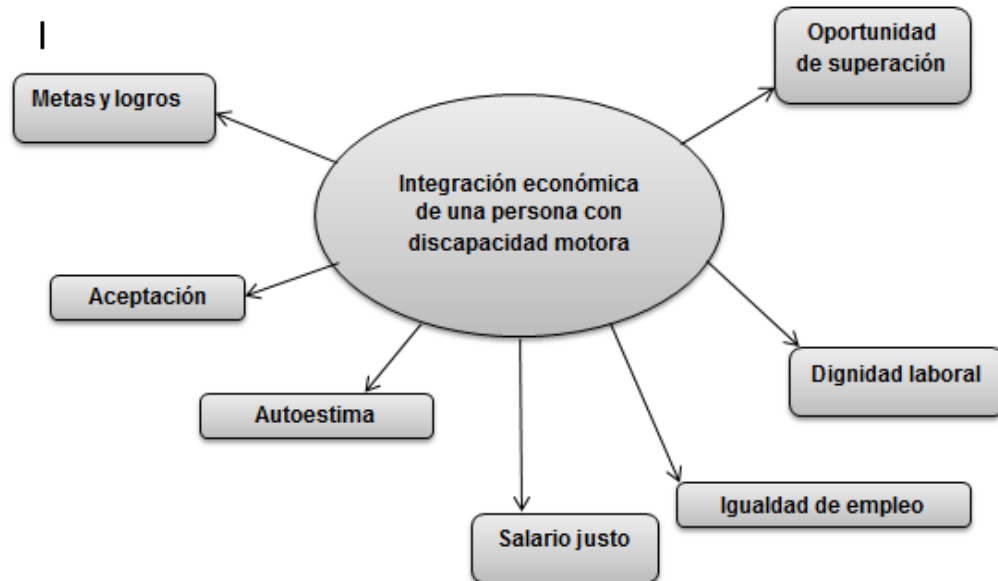 Oportunidad
de superación
Metas y logros
Integración económica
de una persona con
discapacidad motora
Aceptación
Dignidad laboral
Autoestima
Igualdad de empleo
Salario justo